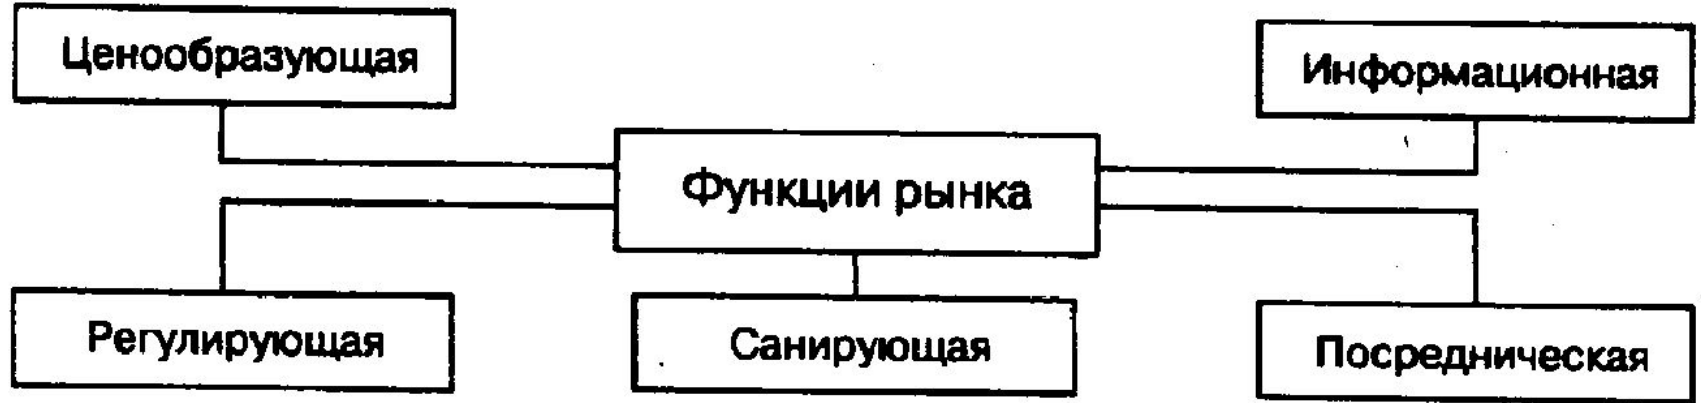 Ценообразующая
Информационная
Функции рынка
Регулирующая
Санирующая
Посредническая